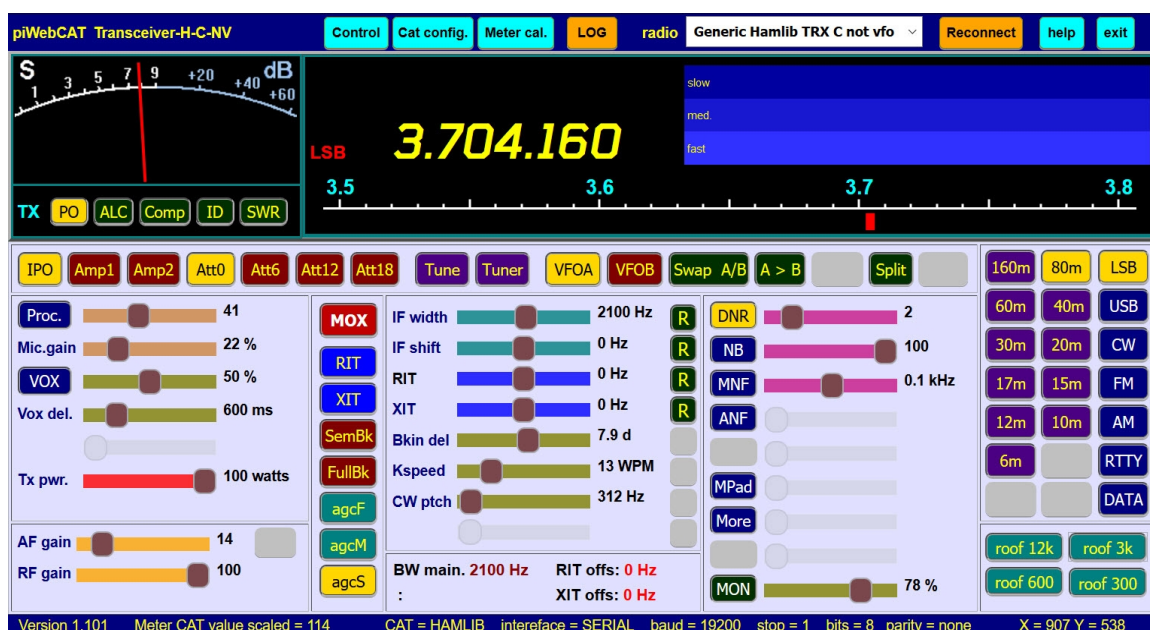 piWebCAT Transceiver-H-C-NV Control Cat config. Meter cal. LOG radio Generic Hamlib TRX C not vfo Reconnect help exit
S 1 3 5 7 9 +20 +40 +60 dB
slow
med.
fast
LSB 3.704.160
3.5 3.6 3.7 3.8
TX PO ALC Comp ID SWR
IPO Amp1 Amp2 Att0 Att6 Att12 Att18 Tune Tuner VFOA VFOB Swap A/B A > B Split
160m 80m LSB
60m 40m USB
30m 20m CW
17m 15m FM
12m 10m AM
6m RTTY
DATA
roof 12k roof 3k
roof 600 roof 300
Proc. 41
Mic.gain 22 %
VOX 50 %
Vox del. 600 ms
Tx pwr. 100 watts
AF gain 14
RF gain 100
MOX
RIT
XIT
SemBk
FullBk
agcF
agcM
agcS
IF width 2100 Hz R
IF shift 0 Hz R
RIT 0 Hz R
XIT 0 Hz R
Bkin del 7.9 d
Kspeed 13 WPM
CW ptch 312 Hz
BW main. 2100 Hz RIT offs: 0 Hz
: XIT offs: 0 Hz
DNR 2
NB 100
MNF 0.1 kHz
ANF
MPad
More
MON 78 %
Version 1.101 Meter CAT value scaled = 114 CAT = HAMLIB intereface = SERIAL baud = 19200 stop = 1 bits = 8 parity = none X = 907 Y = 538